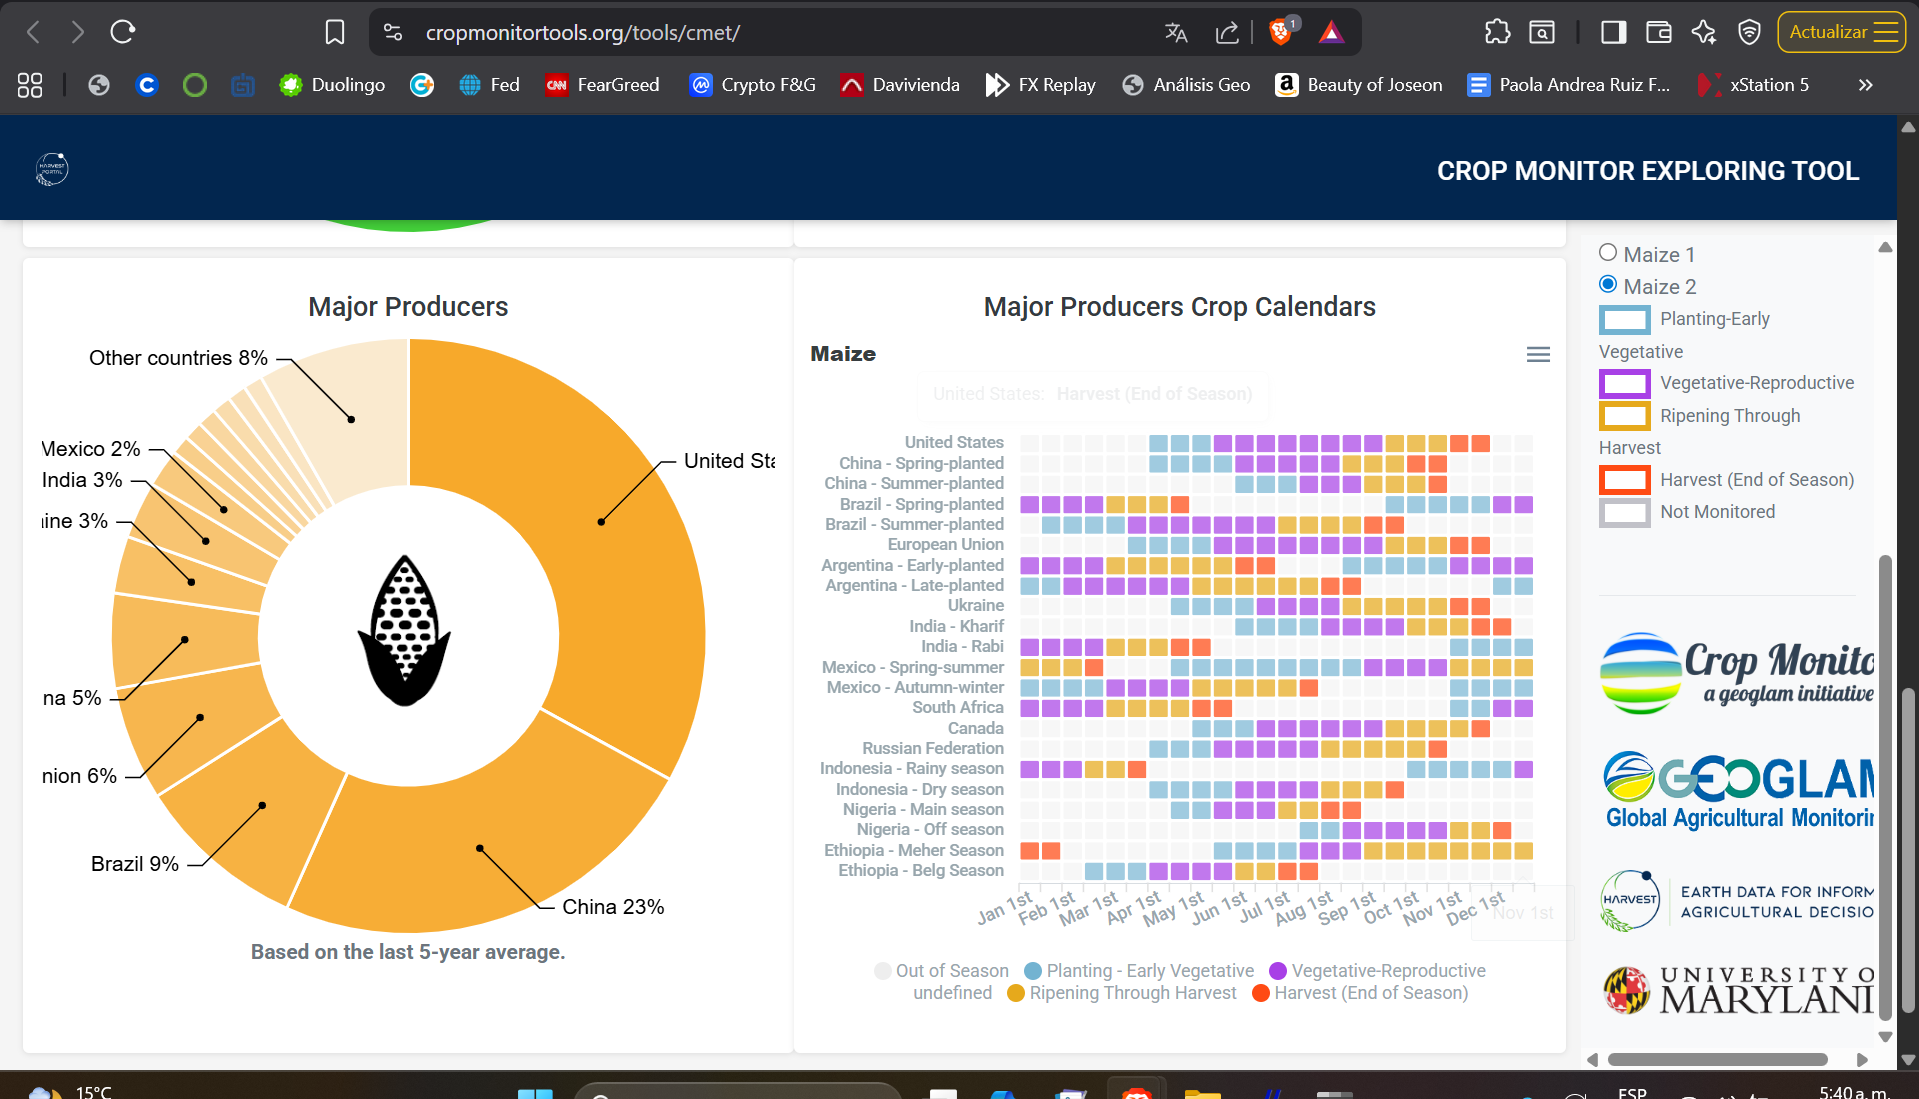 cropmonitortools.org/tools/cmet/
1
Actualizar
Duolingo
Fed
CNN
FearGreed
Crypto F&G
Davivienda
FX Replay
Análisis Geo
Beauty of Joseon
Paola Andrea Ruiz F...
xStation 5
HARVEST PORTAL
CROP MONITOR EXPLORING TOOL
Major Producers
Other countries 8%
Mexico 2%
India 3%
ine 3%
na 5%
nion 6%
Brazil 9%
China 23%
United Sta
Based on the last 5-year average.
Major Producers Crop Calendars
Maize
United States: Harvest (End of Season)
United States
China - Spring-planted
China - Summer-planted
Brazil - Spring-planted
Brazil - Summer-planted
European Union
Argentina - Early-planted
Argentina - Late-planted
Ukraine
India - Kharif
India - Rabi
Mexico - Spring-summer
Mexico - Autumn-winter
South Africa
Canada
Russian Federation
Indonesia - Rainy season
Indonesia - Dry season
Nigeria - Main season
Nigeria - Off season
Ethiopia - Meher Season
Ethiopia - Belg Season
Jan 1st
Feb 1st
Mar 1st
Apr 1st
May 1st
Jun 1st
Jul 1st
Aug 1st
Sep 1st
Oct 1st
Nov 1st
Dec 1st
Nov 1st
Out of Season Planting - Early Vegetative Vegetative-Reproductive
undefined Ripening Through Harvest Harvest (End of Season)
Maize 1
Maize 2
Planting-Early
Vegetative
Vegetative-Reproductive
Ripening Through
Harvest
Harvest (End of Season)
Not Monitored
Crop Monito
a geoglam initiative
GEOGLAM
Global Agricultural Monitorin
HARVEST
EARTH DATA FOR INFORM
AGRICULTURAL DECISIO
UNIVERSITY O
MARYLAND
15°C
ESP
5:40 a. m.